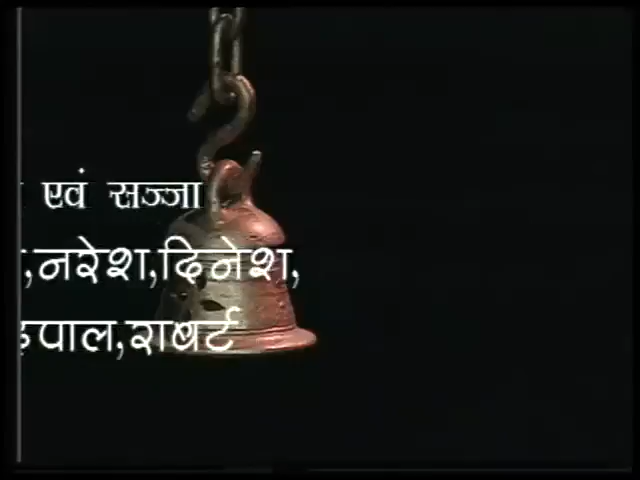 एवं सज्जा
,नरेश,दिनेश,
पाल,राबर्ट